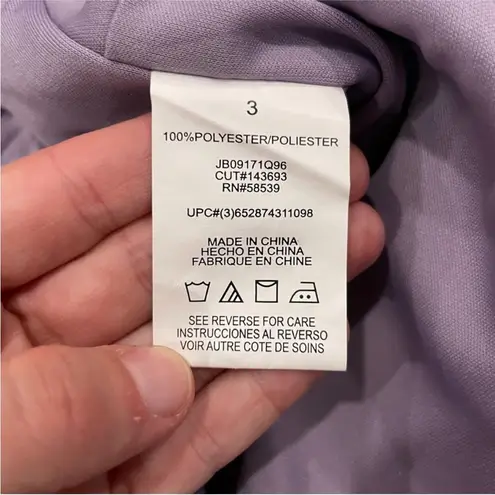 3
100%POLYESTER/POLIESTER
JB09171Q96
CUT#143693
RN#58539
UPC#(3)652874311098
MADE IN CHINA
HECHO EN CHINA
FABRIQUE EN CHINE
SEE REVERSE FOR CARE
INSTRUCCIONES AL REVERSO
VOIR AUTRE COTE DE SOINS